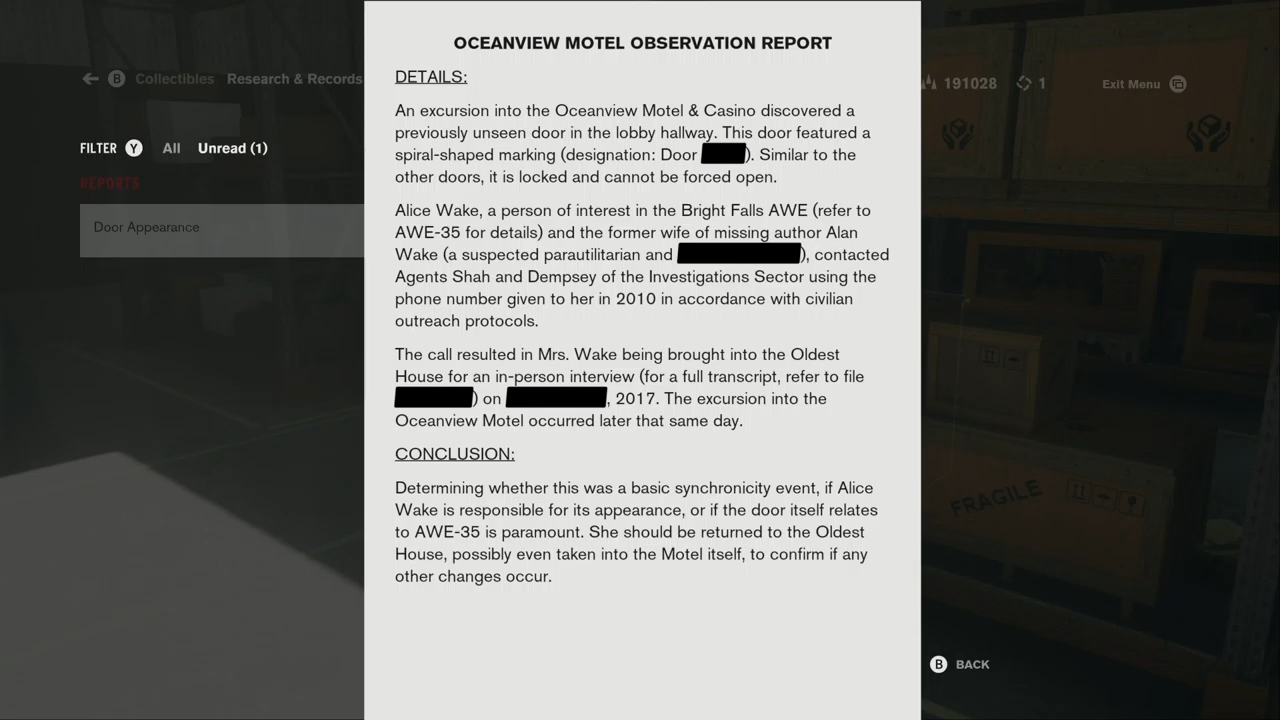 OCEANVIEW MOTEL OBSERVATION REPORT
DETAILS:
B Collectibles Research & Records
191028 1 Exit Menu
An excursion into the Oceanview Motel & Casino discovered a
previously unseen door in the lobby hallway. This door featured a
spiral-shaped marking (designation: Door ). Similar to the
other doors, it is locked and cannot be forced open.
FILTER Y All Unread (1)
REPORTS
Door Appearance
Alice Wake, a person of interest in the Bright Falls AWE (refer to
AWE-35 for details) and the former wife of missing author Alan
Wake (a suspected parautilitarian and ), contacted
Agents Shah and Dempsey of the Investigations Sector using the
phone number given to her in 2010 in accordance with civilian
outreach protocols.
The call resulted in Mrs. Wake being brought into the Oldest
House for an in-person interview (for a full transcript, refer to file
) on , 2017. The excursion into the
Oceanview Motel occurred later that same day.
CONCLUSION:
Determining whether this was a basic synchronicity event, if Alice
Wake is responsible for its appearance, or if the door itself relates
to AWE-35 is paramount. She should be returned to the Oldest
House, possibly even taken into the Motel itself, to confirm if any
other changes occur.
FRAGILE
B BACK